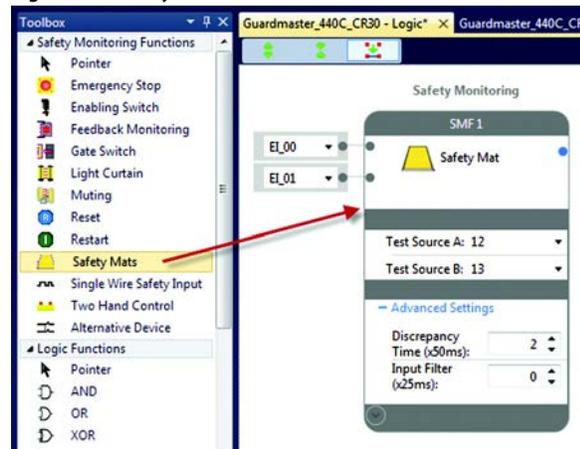 Toolbox
Safety Monitoring Functions
Pointer
Emergency Stop
Enabling Switch
Feedback Monitoring
Gate Switch
Light Curtain
Muting
Reset
Restart
Safety Mats
Single Wire Safety Input
Two Hand Control
Alternative Device
Logic Functions
Pointer
AND
OR
XOR
Guardmaster_440C_CR30 - Logic*
Guardmaster_440C_CF
Safety Monitoring
SMF 1
EI_00
EI_01
Safety Mat
Test Source A: 12
Test Source B: 13
Advanced Settings
Discrepancy
Time (x50ms): 2
Input Filter
(x25ms): 0